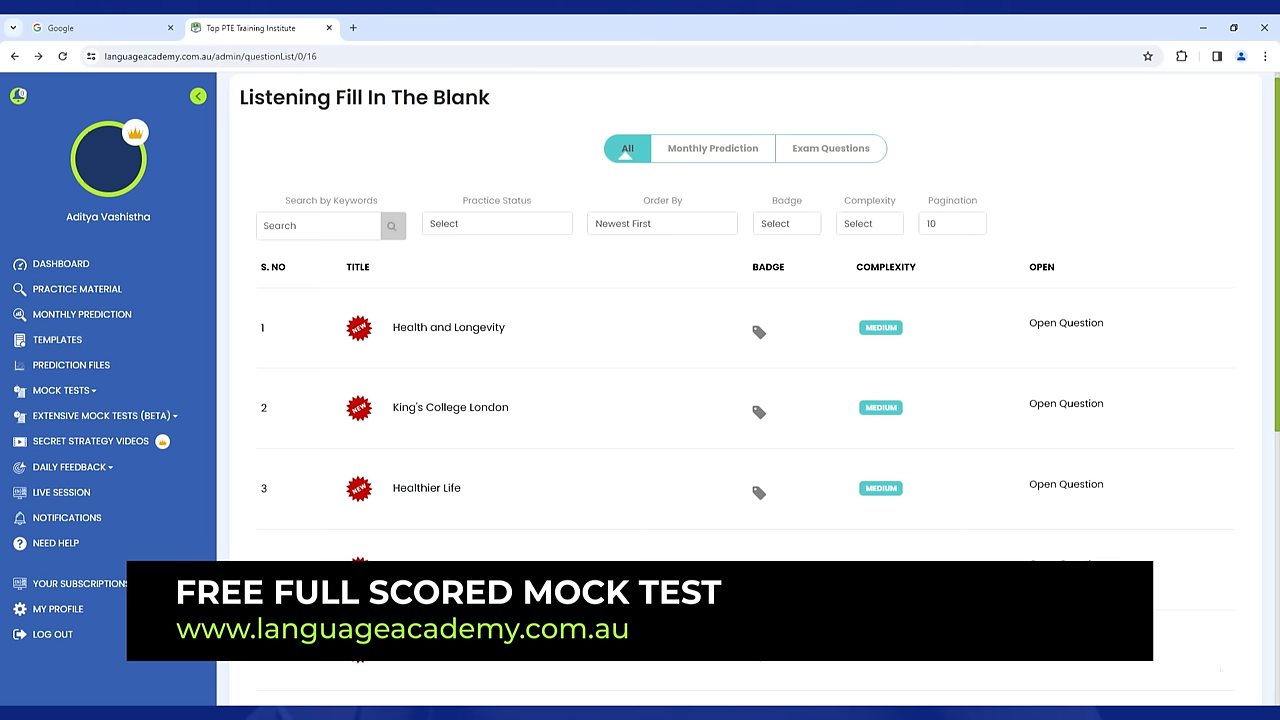 Google
Top PTE Training Institute
languageacademy.com.au/admin/questionList/0/16
Aditya Vashistha
DASHBOARD
PRACTICE MATERIAL
MONTHLY PREDICTION
TEMPLATES
PREDICTION FILES
MOCK TESTS
EXTENSIVE MOCK TESTS (BETA)
SECRET STRATEGY VIDEOS
DAILY FEEDBACK
LIVE SESSION
NOTIFICATIONS
NEED HELP
YOUR SUBSCRIPTIONS
MY PROFILE
LOG OUT
Listening Fill In The Blank
All Monthly Prediction Exam Questions
Search by Keywords Practice Status Order By Badge Complexity Pagination
Search Select Newest First Select Select 10
S. NO TITLE BADGE COMPLEXITY OPEN
1 NEW Health and Longevity MEDIUM Open Question
2 NEW King's College London MEDIUM Open Question
3 NEW Healthier Life MEDIUM Open Question
FREE FULL SCORED MOCK TEST
www.languageacademy.com.au